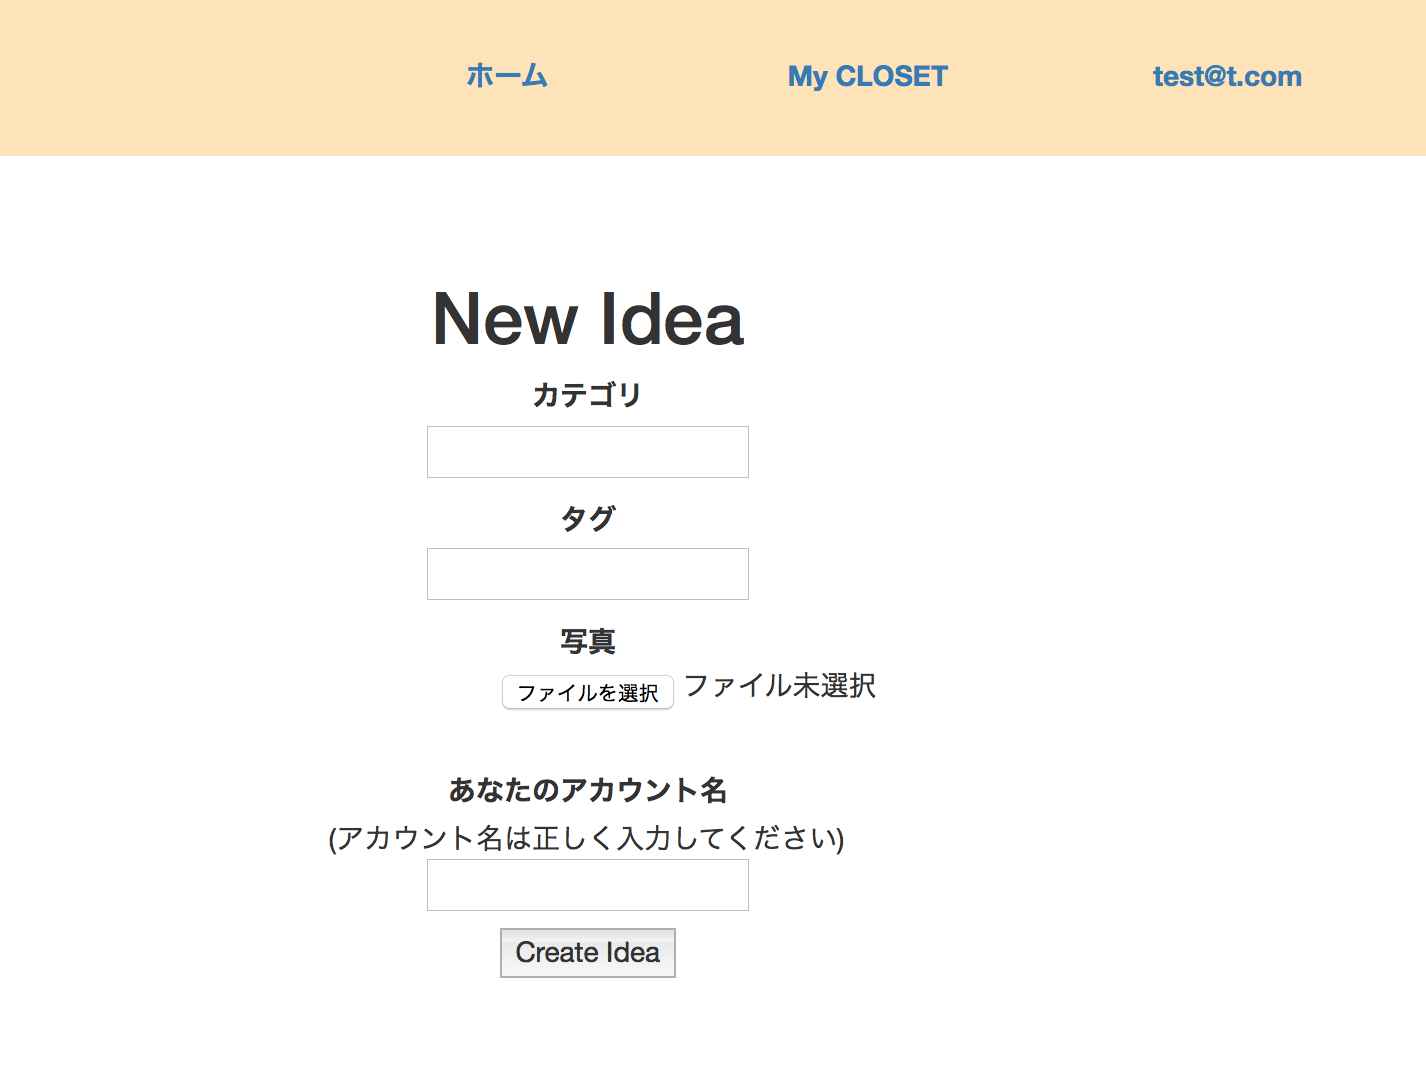 ホーム My CLOSET test@t.com
New Idea
カテゴリ
タグ
写真
ファイルを選択 ファイル未選択
あなたのアカウント名
(アカウント名は正しく入力してください)
Create Idea